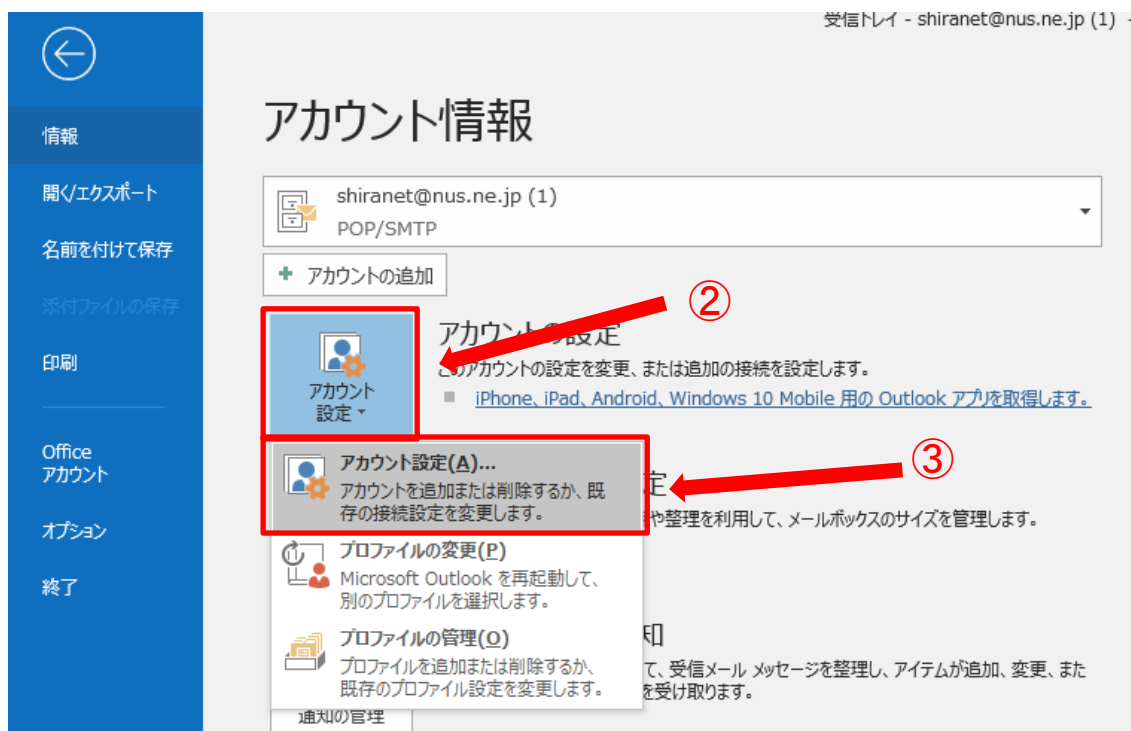 受信トレイ - shiranet@nus.ne.jp (1) -
アカウント情報
情報
開く/エクスポート
名前を付けて保存
添付ファイルの保存
印刷
Office
アカウント
オプション
終了
shiranet@nus.ne.jp (1)
POP/SMTP
+ アカウントの追加
②
アカウントの設定
このアカウントの設定を変更、または追加の接続を設定します。
iPhone、iPad、Android、Windows 10 Mobile 用の Outlook アプリを取得します。
アカウント
設定
③
アカウント設定(A)...
アカウントを追加または削除するか、既
存の接続設定を変更します。
定
や整理を利用して、メールボックスのサイズを管理します。
プロファイルの変更(P)
Microsoft Outlook を再起動して、
別のプロファイルを選択します。
プロファイルの管理(O)
プロファイルを追加または削除するか、
既存のプロファイル設定を変更します。
知
て、受信メール メッセージを整理し、アイテムが追加、変更、また
を受け取ります。
通知の管理